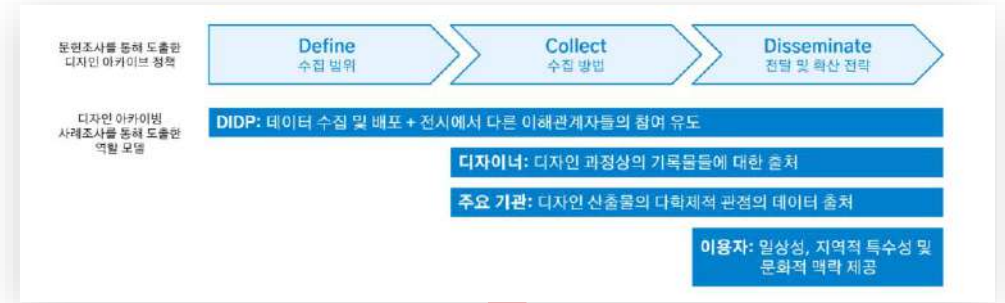 문헌조사를 통해 도출한
디자인 아카이브 정책
Define
수집 범위
Collect
수집 방법
Disseminate
전달 및 확산 전략
디자인 아카이빙
사례조사를 통해 도출한
역할 모델
DIDP: 데이터 수집 및 배포 + 전시에서 다른 이해관계자들의 참여 유도
디자이너: 디자인 과정상의 기록물들에 대한 출처
주요 기관: 디자인 산출물의 다학제적 관점의 데이터 출처
이용자: 일상성, 지역적 특수성 및
문화적 맥락 제공